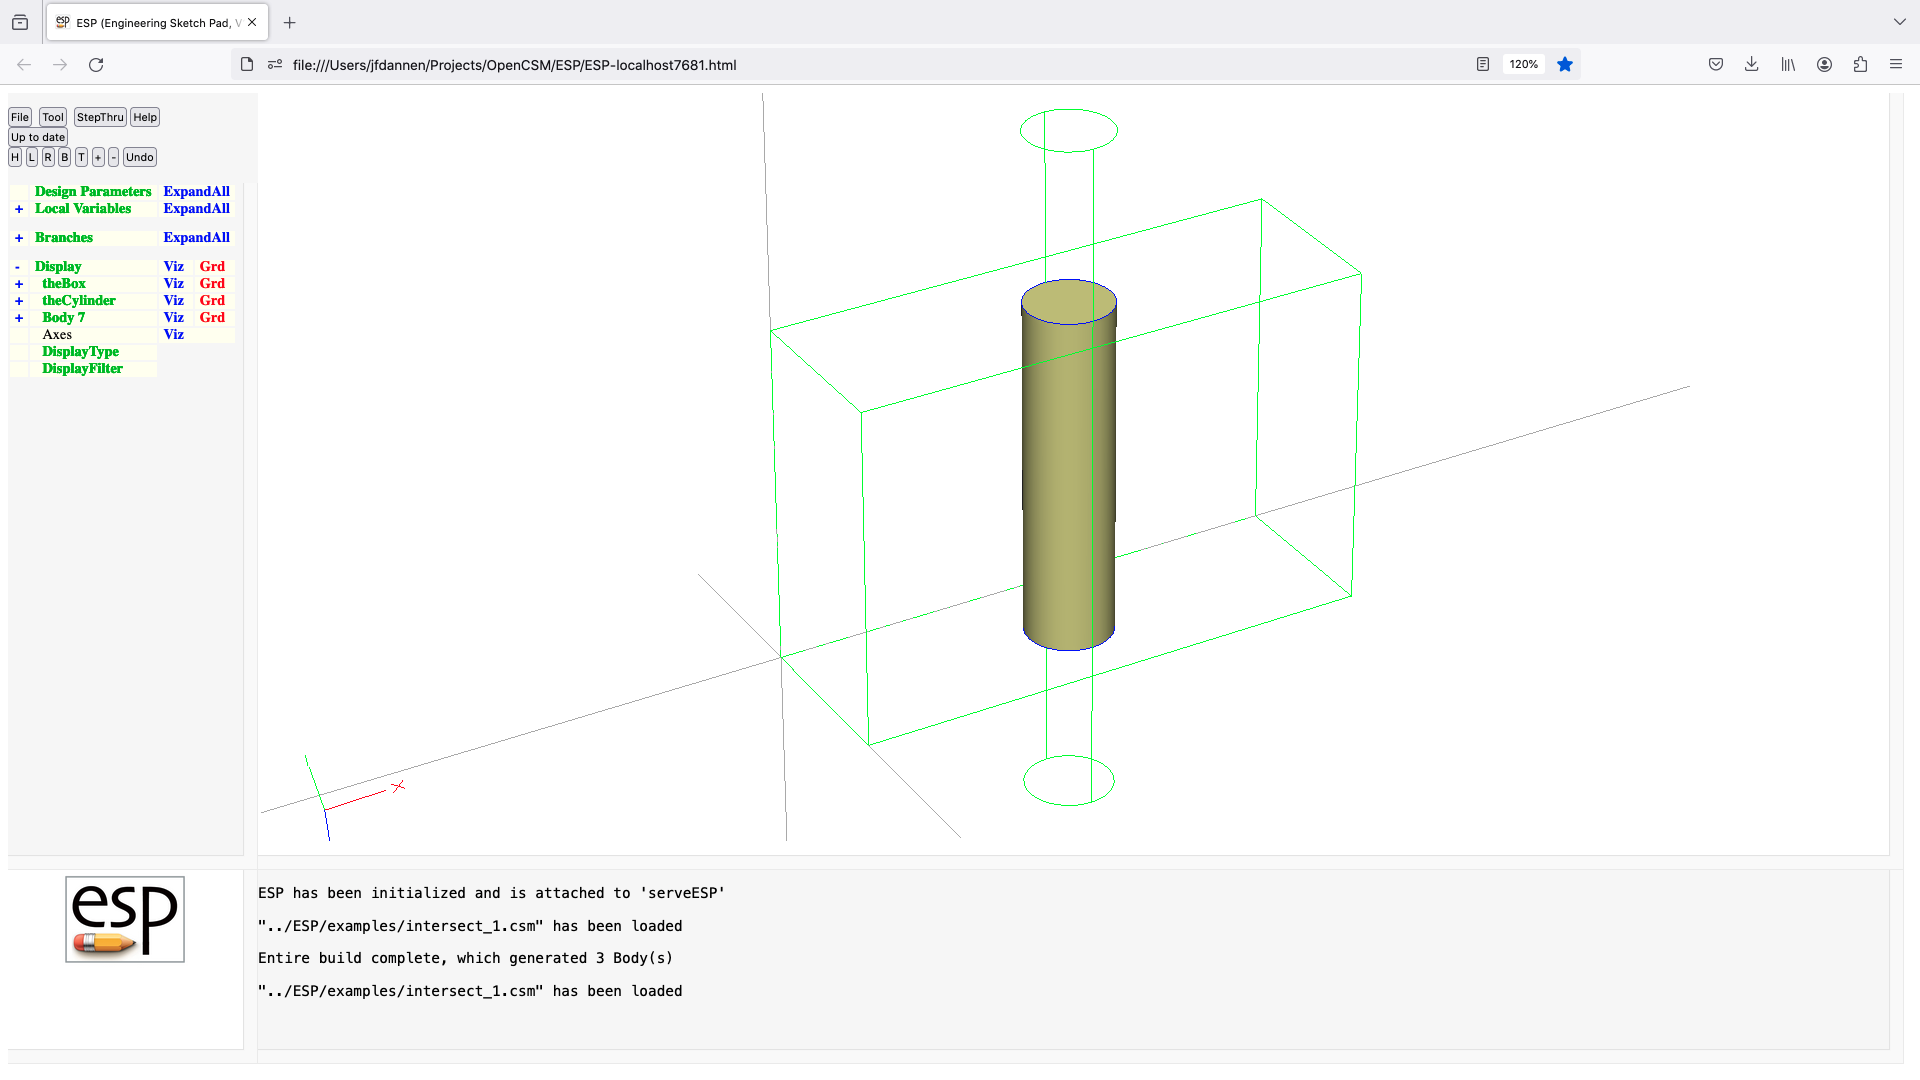 ESP (Engineering Sketch Pad, V
file:///Users/jfdannen/Projects/OpenCSM/ESP/ESP-localhost7681.html
120%
File Tool StepThru Help
Up to date
H L R B T + - Undo
Design Parameters ExpandAll
+ Local Variables ExpandAll
+ Branches ExpandAll
- Display Viz Grd
+ theBox Viz Grd
+ theCylinder Viz Grd
+ Body 7 Viz Grd
Axes Viz
DisplayType
DisplayFilter
X
esp
ESP has been initialized and is attached to 'serveESP'
"../ESP/examples/intersect_1.csm" has been loaded
Entire build complete, which generated 3 Body(s)
"../ESP/examples/intersect_1.csm" has been loaded